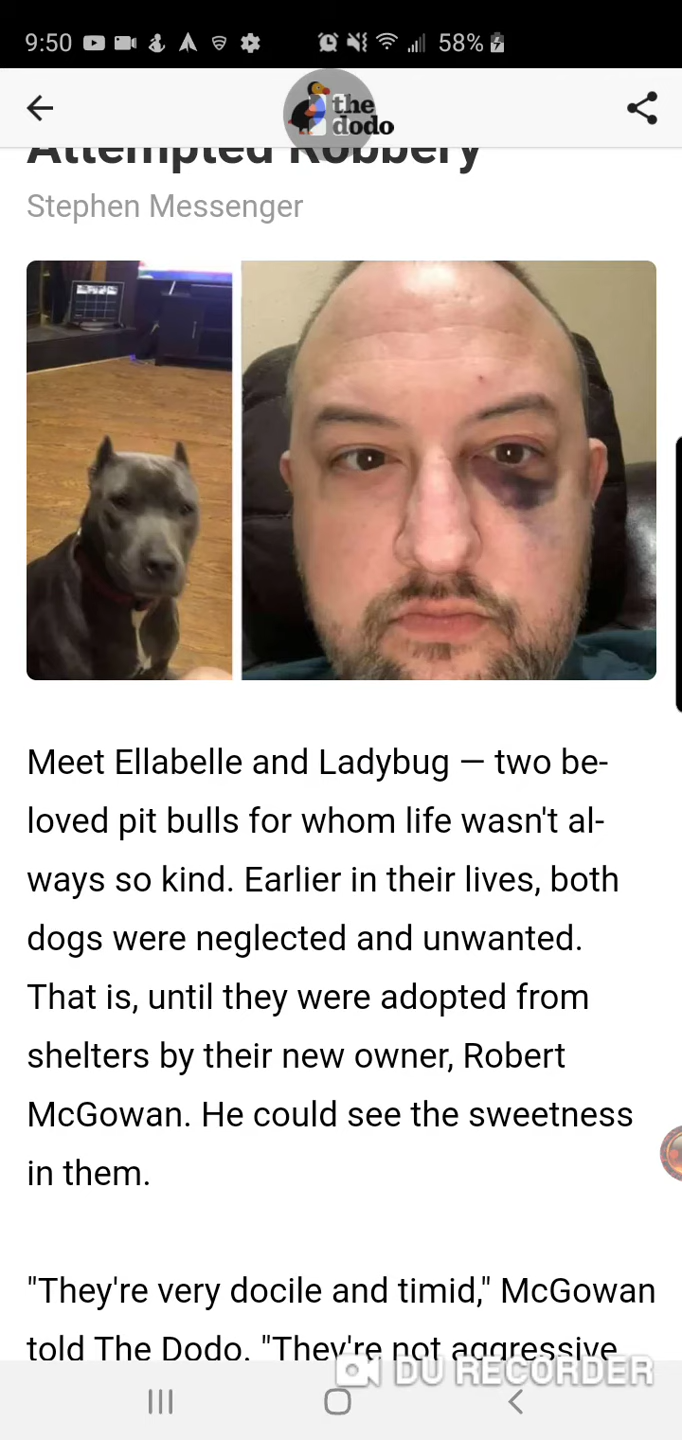 9:50
58%
the
dodo
Attempted Robbery
Stephen Messenger
Meet Ellabelle and Ladybug — two be-
loved pit bulls for whom life wasn't al-
ways so kind. Earlier in their lives, both
dogs were neglected and unwanted.
That is, until they were adopted from
shelters by their new owner, Robert
McGowan. He could see the sweetness
in them.
"They're very docile and timid," McGowan
told The Dodo. "They're not aggressive
DU RECORDER